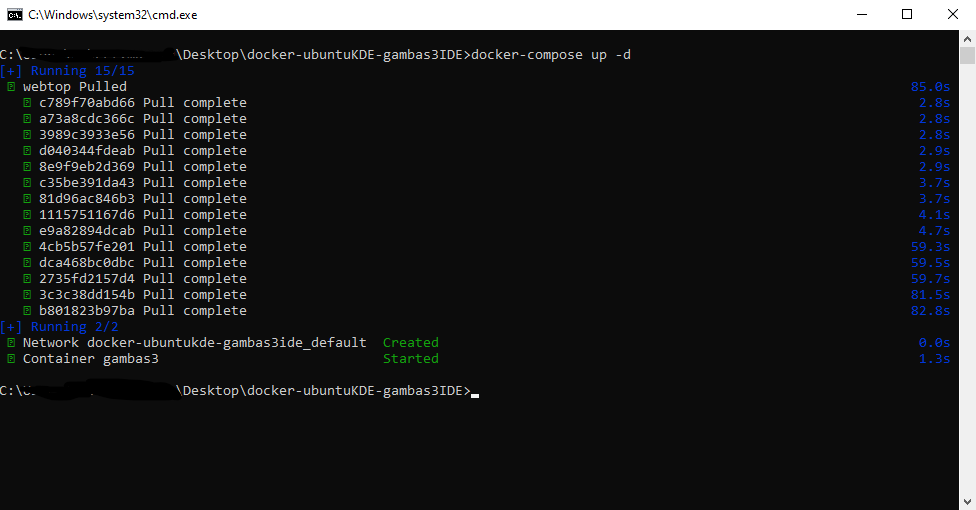 C:\Windows\system32\cmd.exe
C:\ \Desktop\docker-ubuntuKDE-gambas3IDE>docker-compose up -d
[+] Running 15/15
webtop Pulled 85.0s
c789f70abd66 Pull complete 2.8s
a73a8cdc366c Pull complete 2.8s
3989c3933e56 Pull complete 2.8s
d040344fdeab Pull complete 2.9s
8e9f9eb2d369 Pull complete 2.9s
c35be391da43 Pull complete 3.7s
81d96ac846b3 Pull complete 3.7s
1115751167d6 Pull complete 4.1s
e9a82894dcab Pull complete 4.7s
4cb5b57fe201 Pull complete 59.3s
dca468bc0dbc Pull complete 59.5s
2735fd2157d4 Pull complete 59.7s
3c3c38dd154b Pull complete 81.5s
b801823b97ba Pull complete 82.8s
[+] Running 2/2
Network docker-ubuntukde-gambas3ide_default Created 0.0s
Container gambas3 Started 1.3s
C:\ \Desktop\docker-ubuntuKDE-gambas3IDE>